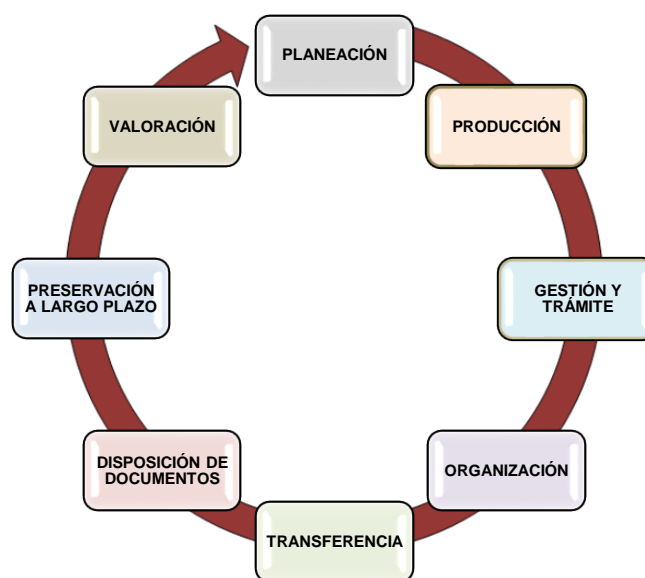 PLANEACIÓN
PRODUCCIÓN
GESTIÓN Y
TRÁMITE
ORGANIZACIÓN
TRANSFERENCIA
DISPOSICIÓN DE
DOCUMENTOS
PRESERVACIÓN
A LARGO PLAZO
VALORACIÓN